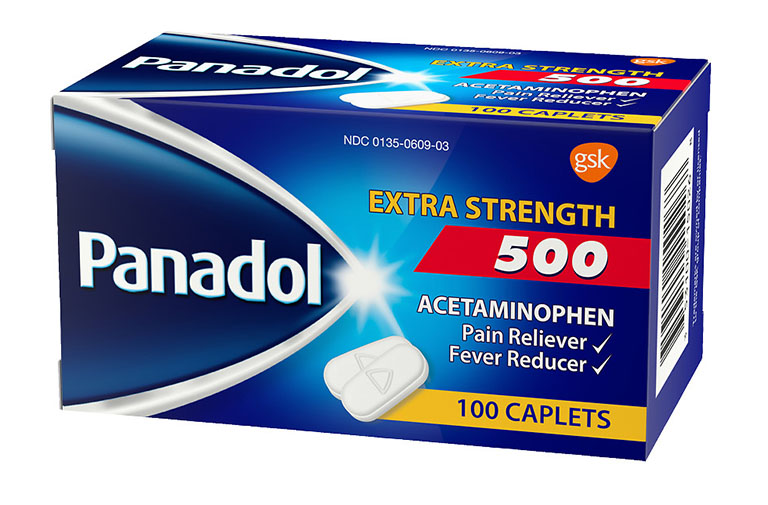 Panadol
NDC 0135-0609-03
EXTRA STRENGTH
gsk
500
ACETAMINOPHEN
Pain Reliever ✓
Fever Reducer ✓
100 CAPLETS
NDC 0135-0609-03
gsk
EXTRA STRENGTH
500
Panadol
ACETAMINOPHEN
Pain Reliever ✓
Fever Reducer ✓
100 CAPLETS